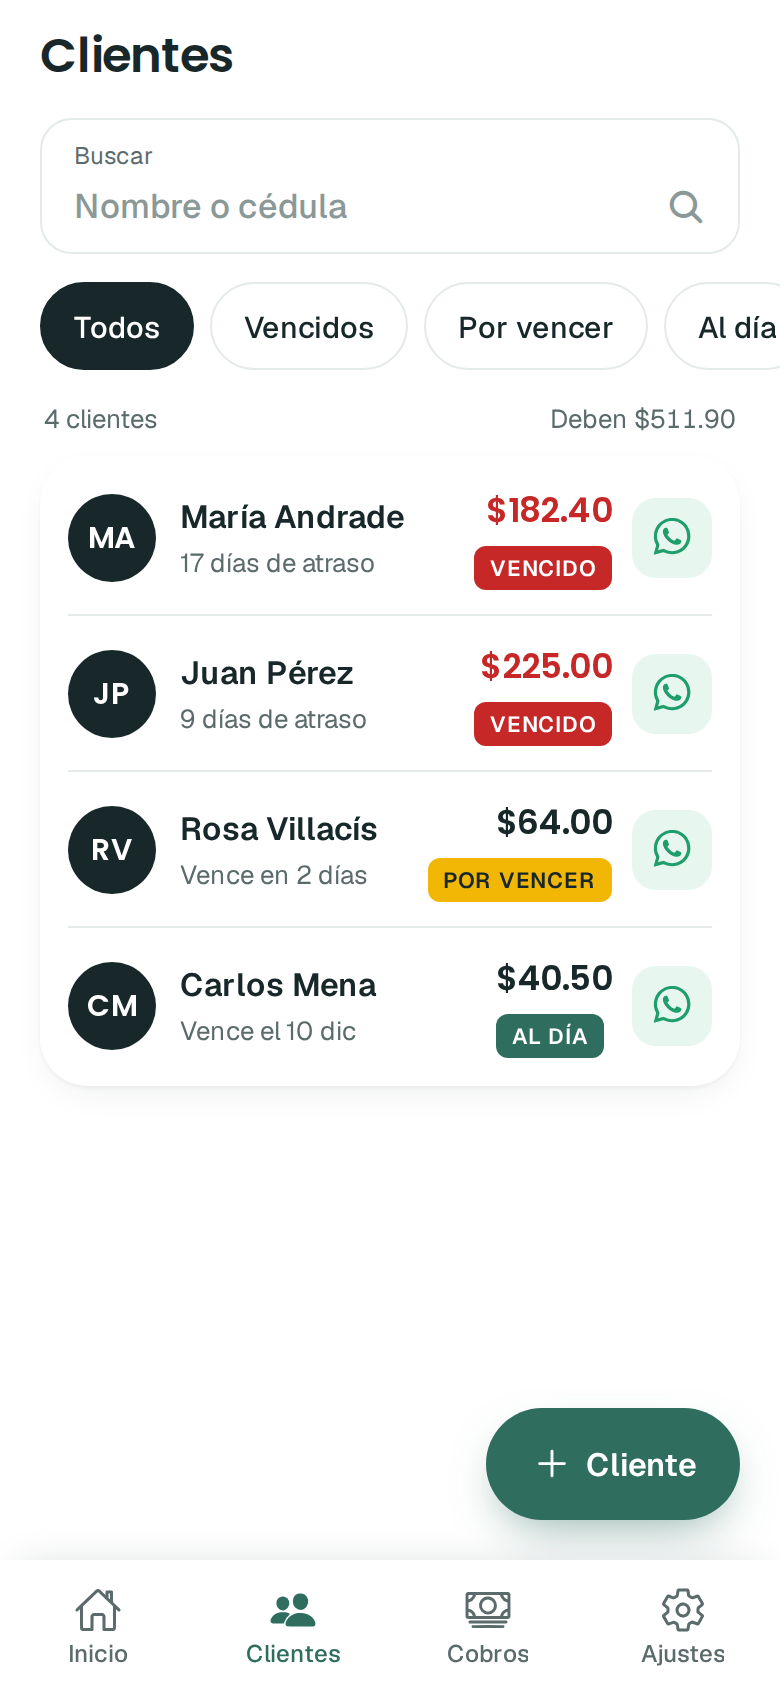 Clientes
Buscar
Nombre o cédula
Todos Vencidos Por vencer Al día
4 clientes Deben $511.90
MA María Andrade $182.40
17 días de atraso VENCIDO
JP Juan Pérez $225.00
9 días de atraso VENCIDO
RV Rosa Villacís $64.00
Vence en 2 días POR VENCER
CM Carlos Mena $40.50
Vence el 10 dic AL DÍA
+ Cliente
Inicio Clientes Cobros Ajustes